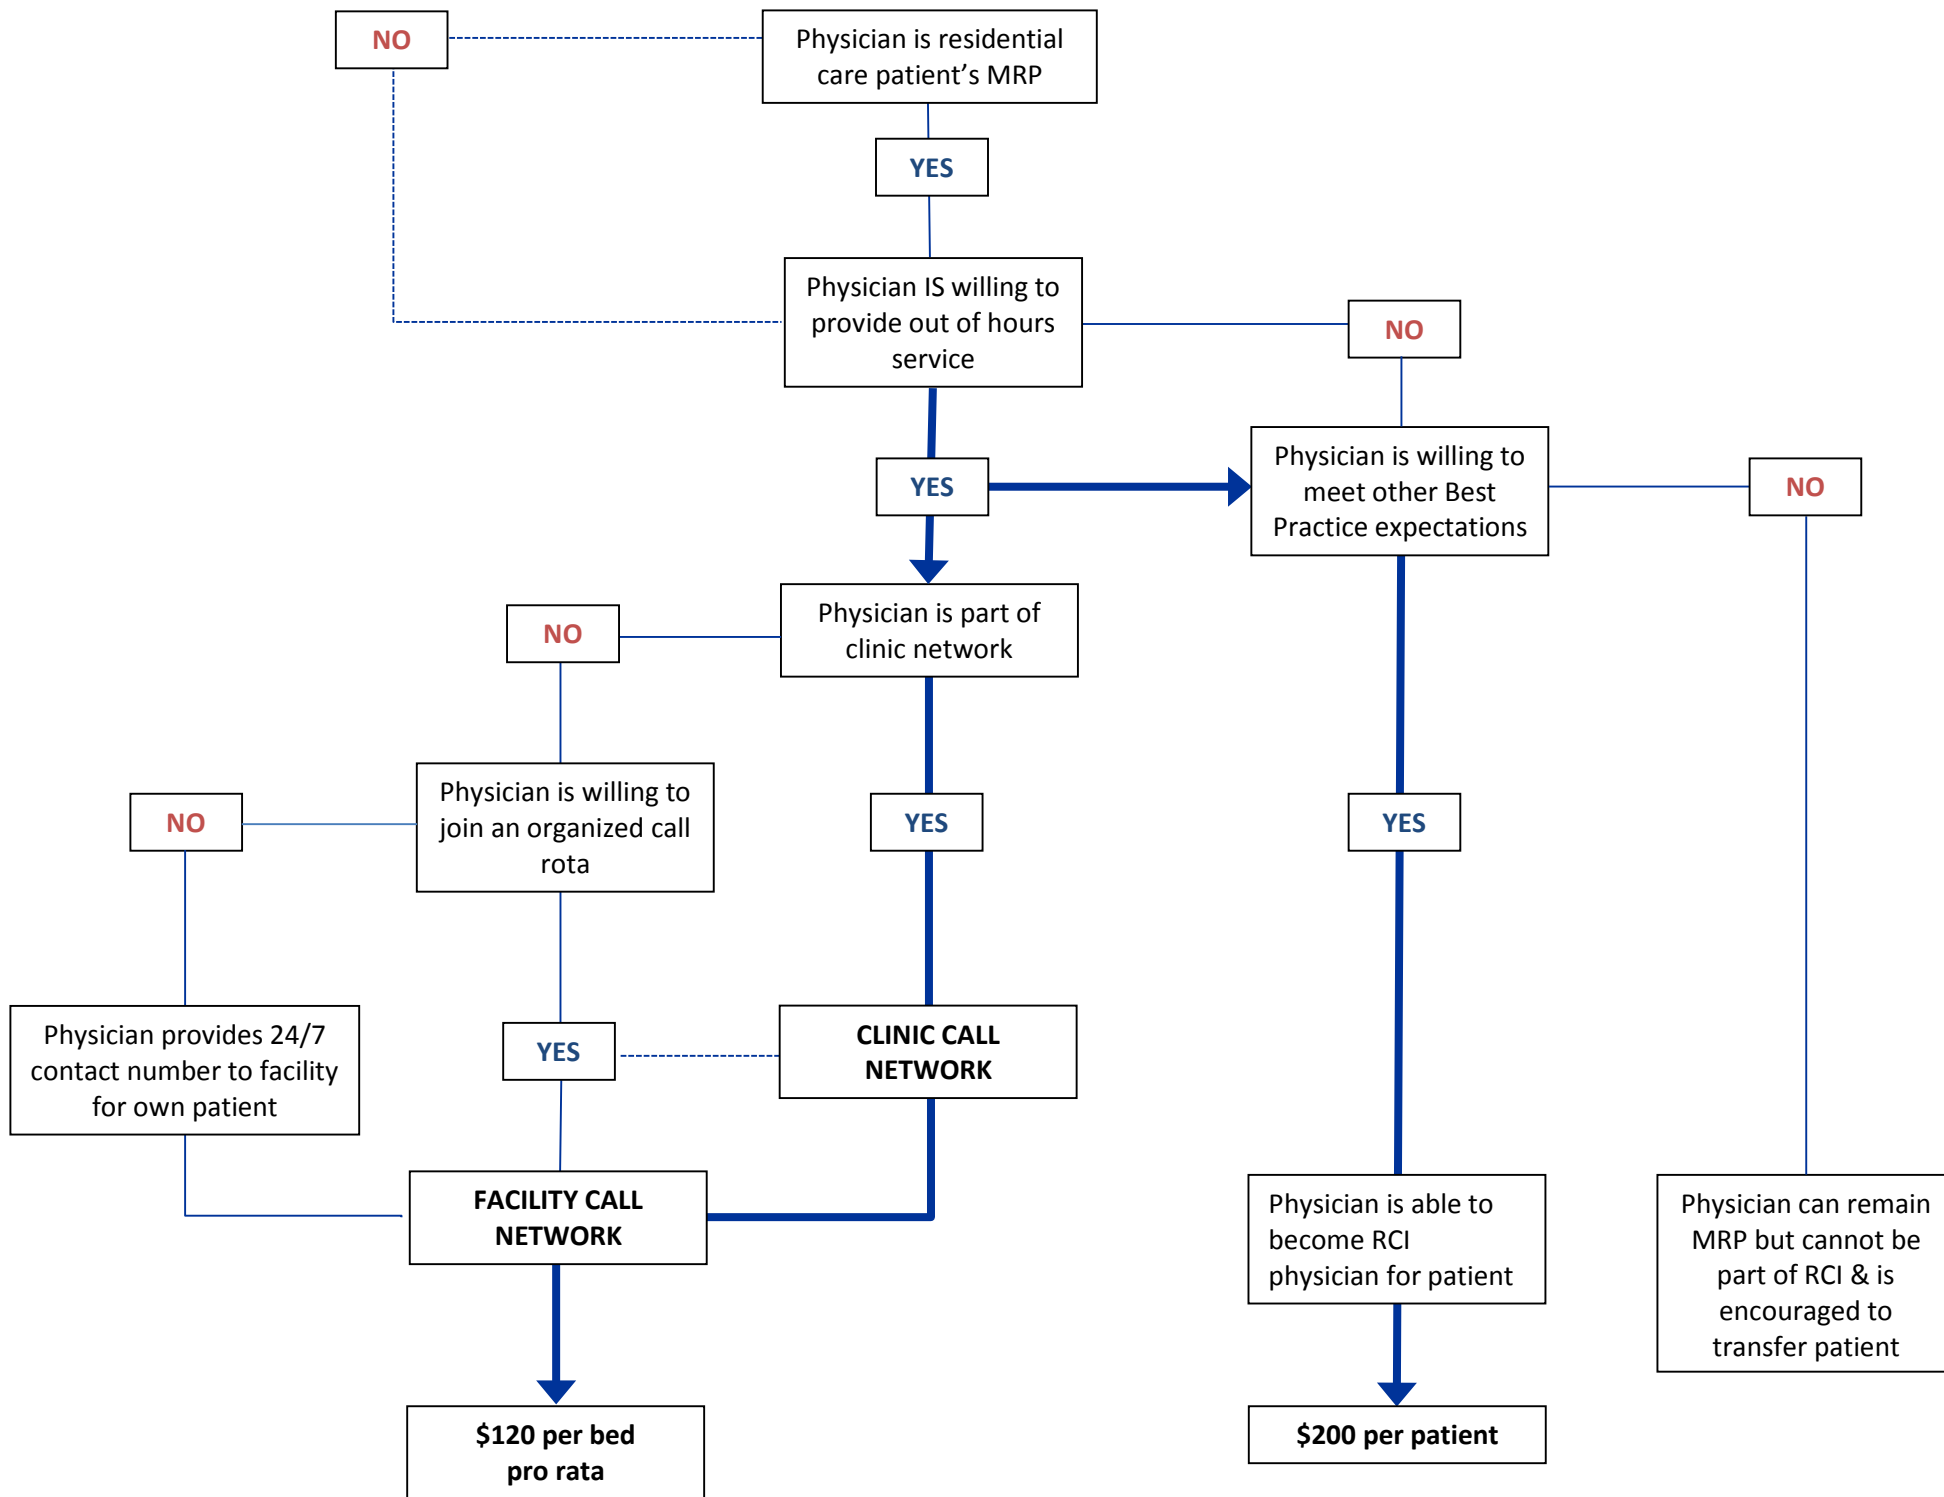 NO
Physician is residential
care patient’s MRP
YES
Physician IS willing to
provide out of hours
service
NO
YES
Physician is willing to
meet other Best
Practice expectations
NO
NO
Physician is part of
clinic network
NO
Physician is willing to
join an organized call
rota
YES
YES
Physician provides 24/7
contact number to facility
for own patient
YES
CLINIC CALL
NETWORK
FACILITY CALL
NETWORK
Physician is able to
become RCI
physician for patient
Physician can remain
MRP but cannot be
part of RCI & is
encouraged to
transfer patient
$120 per bed
pro rata
$200 per patient